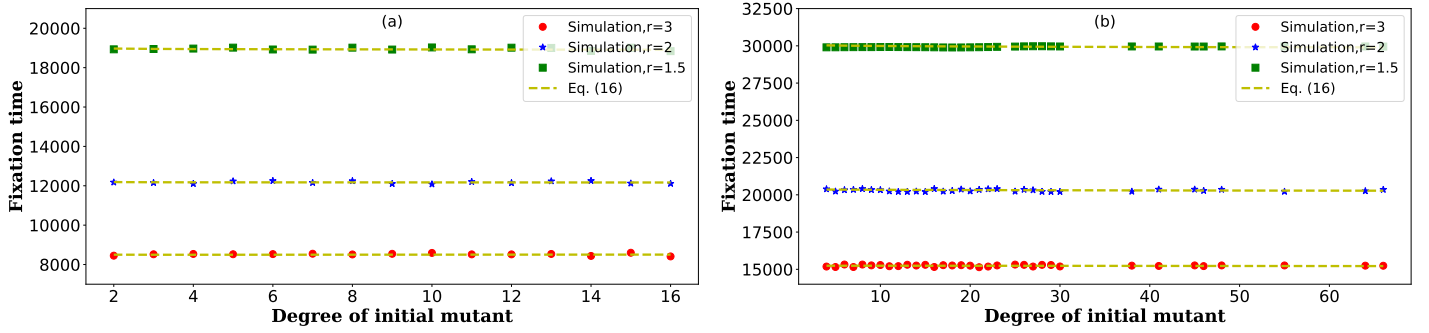 (a)
Simulation,r=3
Simulation,r=2
Simulation,r=1.5
Eq. (16)
20000
18000
16000
14000
12000
10000
8000
Fixation time
2 4 6 8 10 12 14 16
Degree of initial mutant
(b)
Simulation,r=3
Simulation,r=2
Simulation,r=1.5
Eq. (16)
32500
30000
27500
25000
22500
20000
17500
15000
Fixation time
10 20 30 40 50 60
Degree of initial mutant